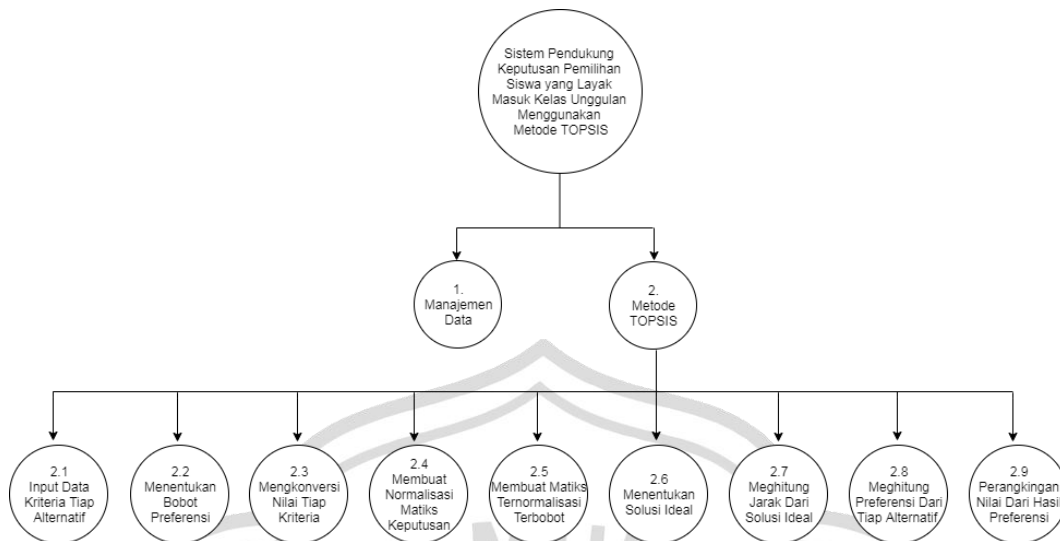 Sistem Pendukung
Keputusan Pemilihan
Siswa yang Layak
Masuk Kelas Unggulan
Menggunakan
Metode TOPSIS
1.
Manajemen
Data
2.
Metode
TOPSIS
2.1
Input Data
Kriteria Tiap
Alternatif
2.2
Menentukan
Bobot
Preferensi
2.3
Mengkonversi
Nilai Tiap
Kriteria
2.4
Membuat
Normalisasi
Matiks
Keputusan
2.5
Membuat Matiks
Ternormalisasi
Terbobot
2.6
Menentukan
Solusi Ideal
2.7
Meghitung
Jarak Dari
Solusi Ideal
2.8
Meghitung
Preferensi Dari
Tiap Alternatif
2.9
Perangkingan
Nilai Dari Hasil
Preferensi